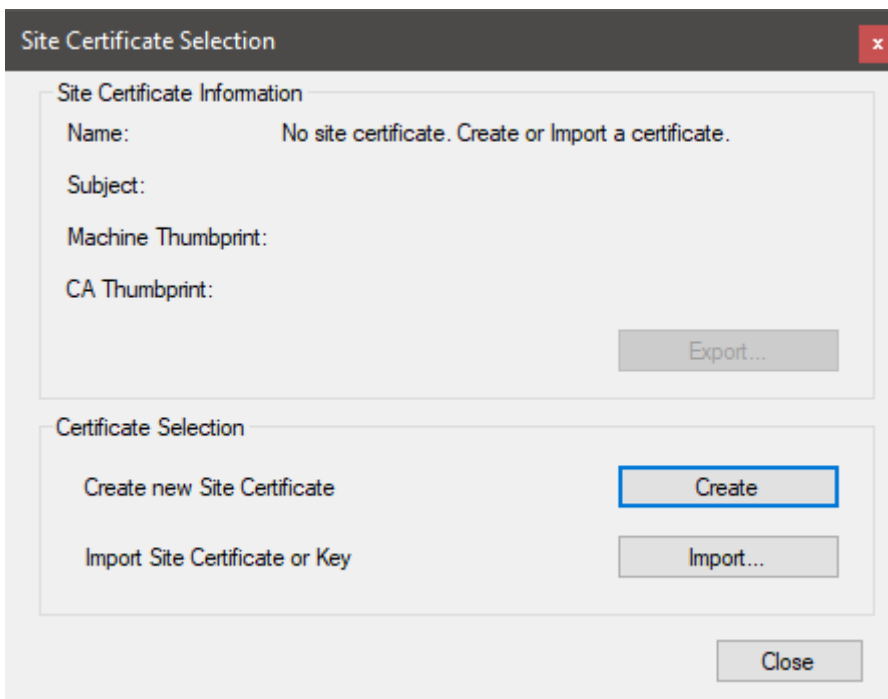 Site Certificate Selection
x
Site Certificate Information
Name: No site certificate. Create or Import a certificate.
Subject:
Machine Thumbprint:
CA Thumbprint:
Export...
Certificate Selection
Create new Site Certificate Create
Import Site Certificate or Key Import...
Close